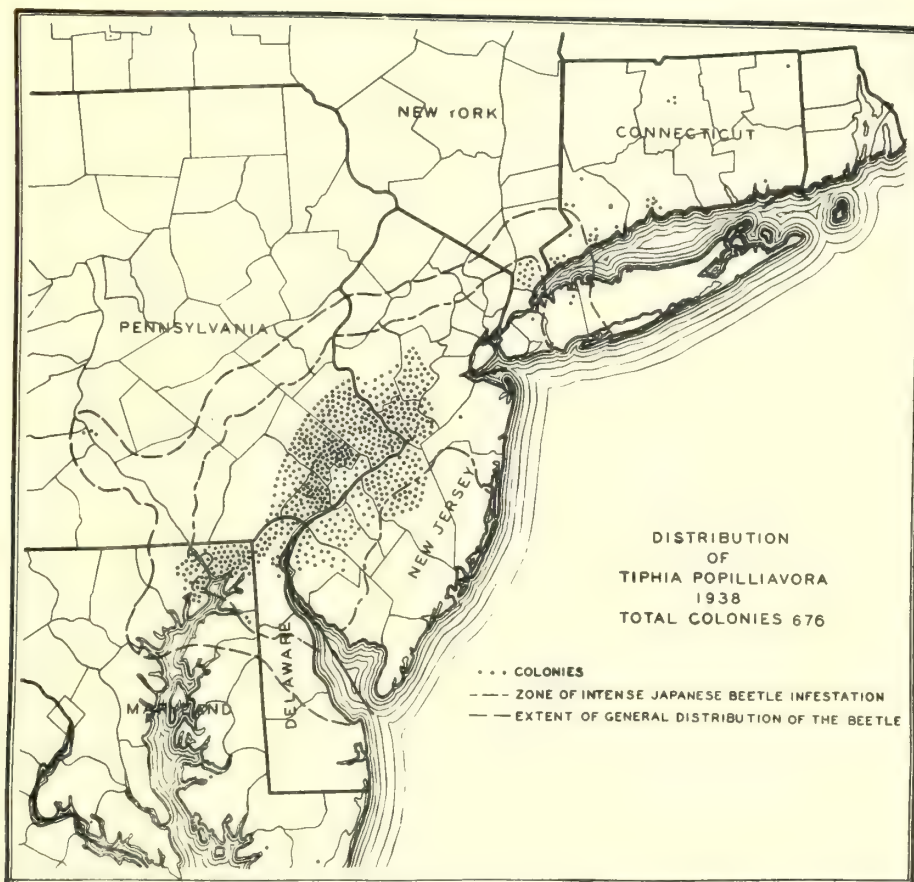 NEW YORK
CONNECTICUT
PENNSYLVANIA
NEW JERSEY
DISTRIBUTION
OF
TIPHIA POPILLIAVORA
1938
TOTAL COLONIES 676
DELAWARE
MARYLAND
COLONIES
ZONE OF INTENSE JAPANESE BEETLE INFESTATION
EXTENT OF GENERAL DISTRIBUTION OF THE BEETLE